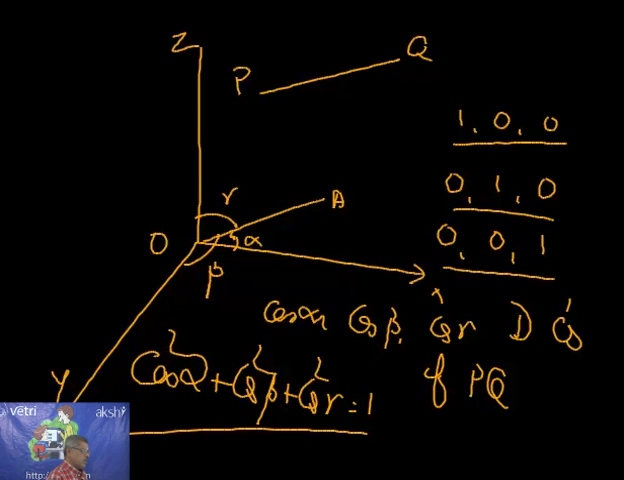 Z
P Q
1, 0, 0
0, 1, 0
0, 0, 1
r
A
O
α
β
x
cosα, cosβ, cosr D C's
of PQ
cos²α + cos²β + cos²r = 1
Y
vetri
akshi
http://